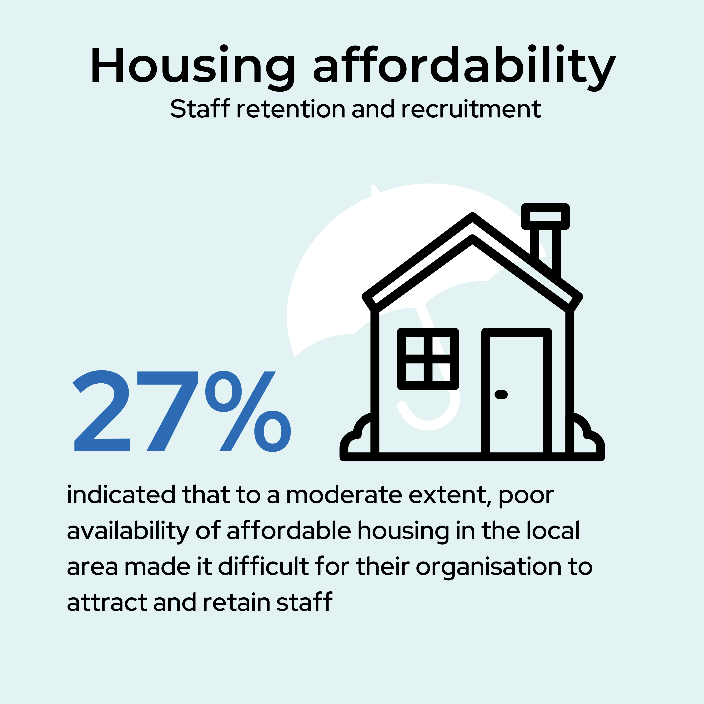 Housing affordability
Staff retention and recruitment
27%
indicated that to a moderate extent, poor
availability of affordable housing in the local
area made it difficult for their organisation to
attract and retain staff